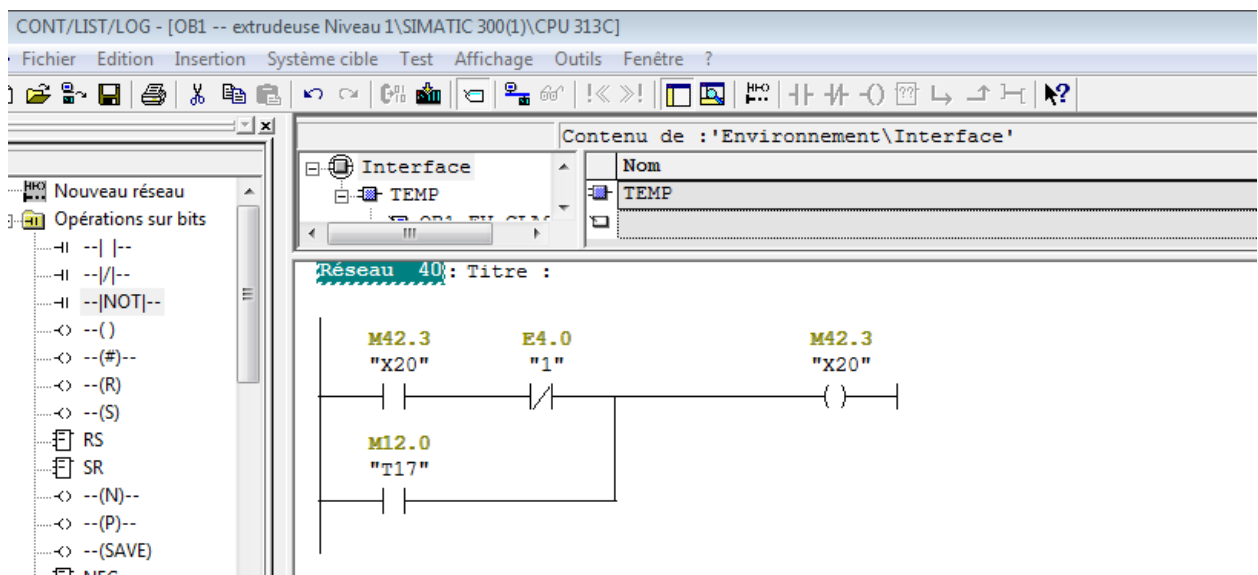 CONT/LIST/LOG - [OB1 -- extrudeuse Niveau 1\SIMATIC 300(1)\CPU 313C]
Fichier Edition Insertion Système cible Test Affichage Outils Fenêtre ?
Contenu de :'Environnement\Interface'
Interface
TEMP
Nom
TEMP
Nouveau réseau
Opérations sur bits
--| |--
--|/|--
--|NOT|--
--( )
--(#)--
--(R)
--(S)
RS
SR
--(N)--
--(P)--
--(SAVE)
Réseau 40: Titre :
M42.3 E4.0 M42.3
"X20" "1" "X20"
M12.0
"T17"